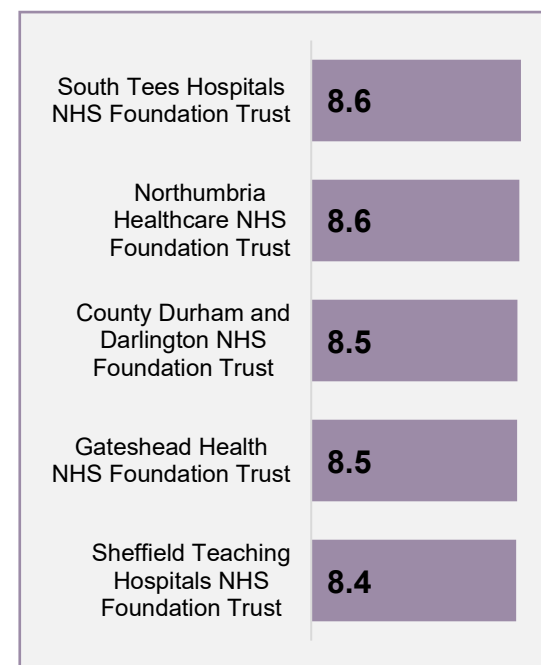 South Tees Hospitals
NHS Foundation Trust
8.6
Northumbria
Healthcare NHS
Foundation Trust
8.6
County Durham and
Darlington NHS
Foundation Trust
8.5
Gateshead Health
NHS Foundation Trust
8.5
Sheffield Teaching
Hospitals NHS
Foundation Trust
8.4